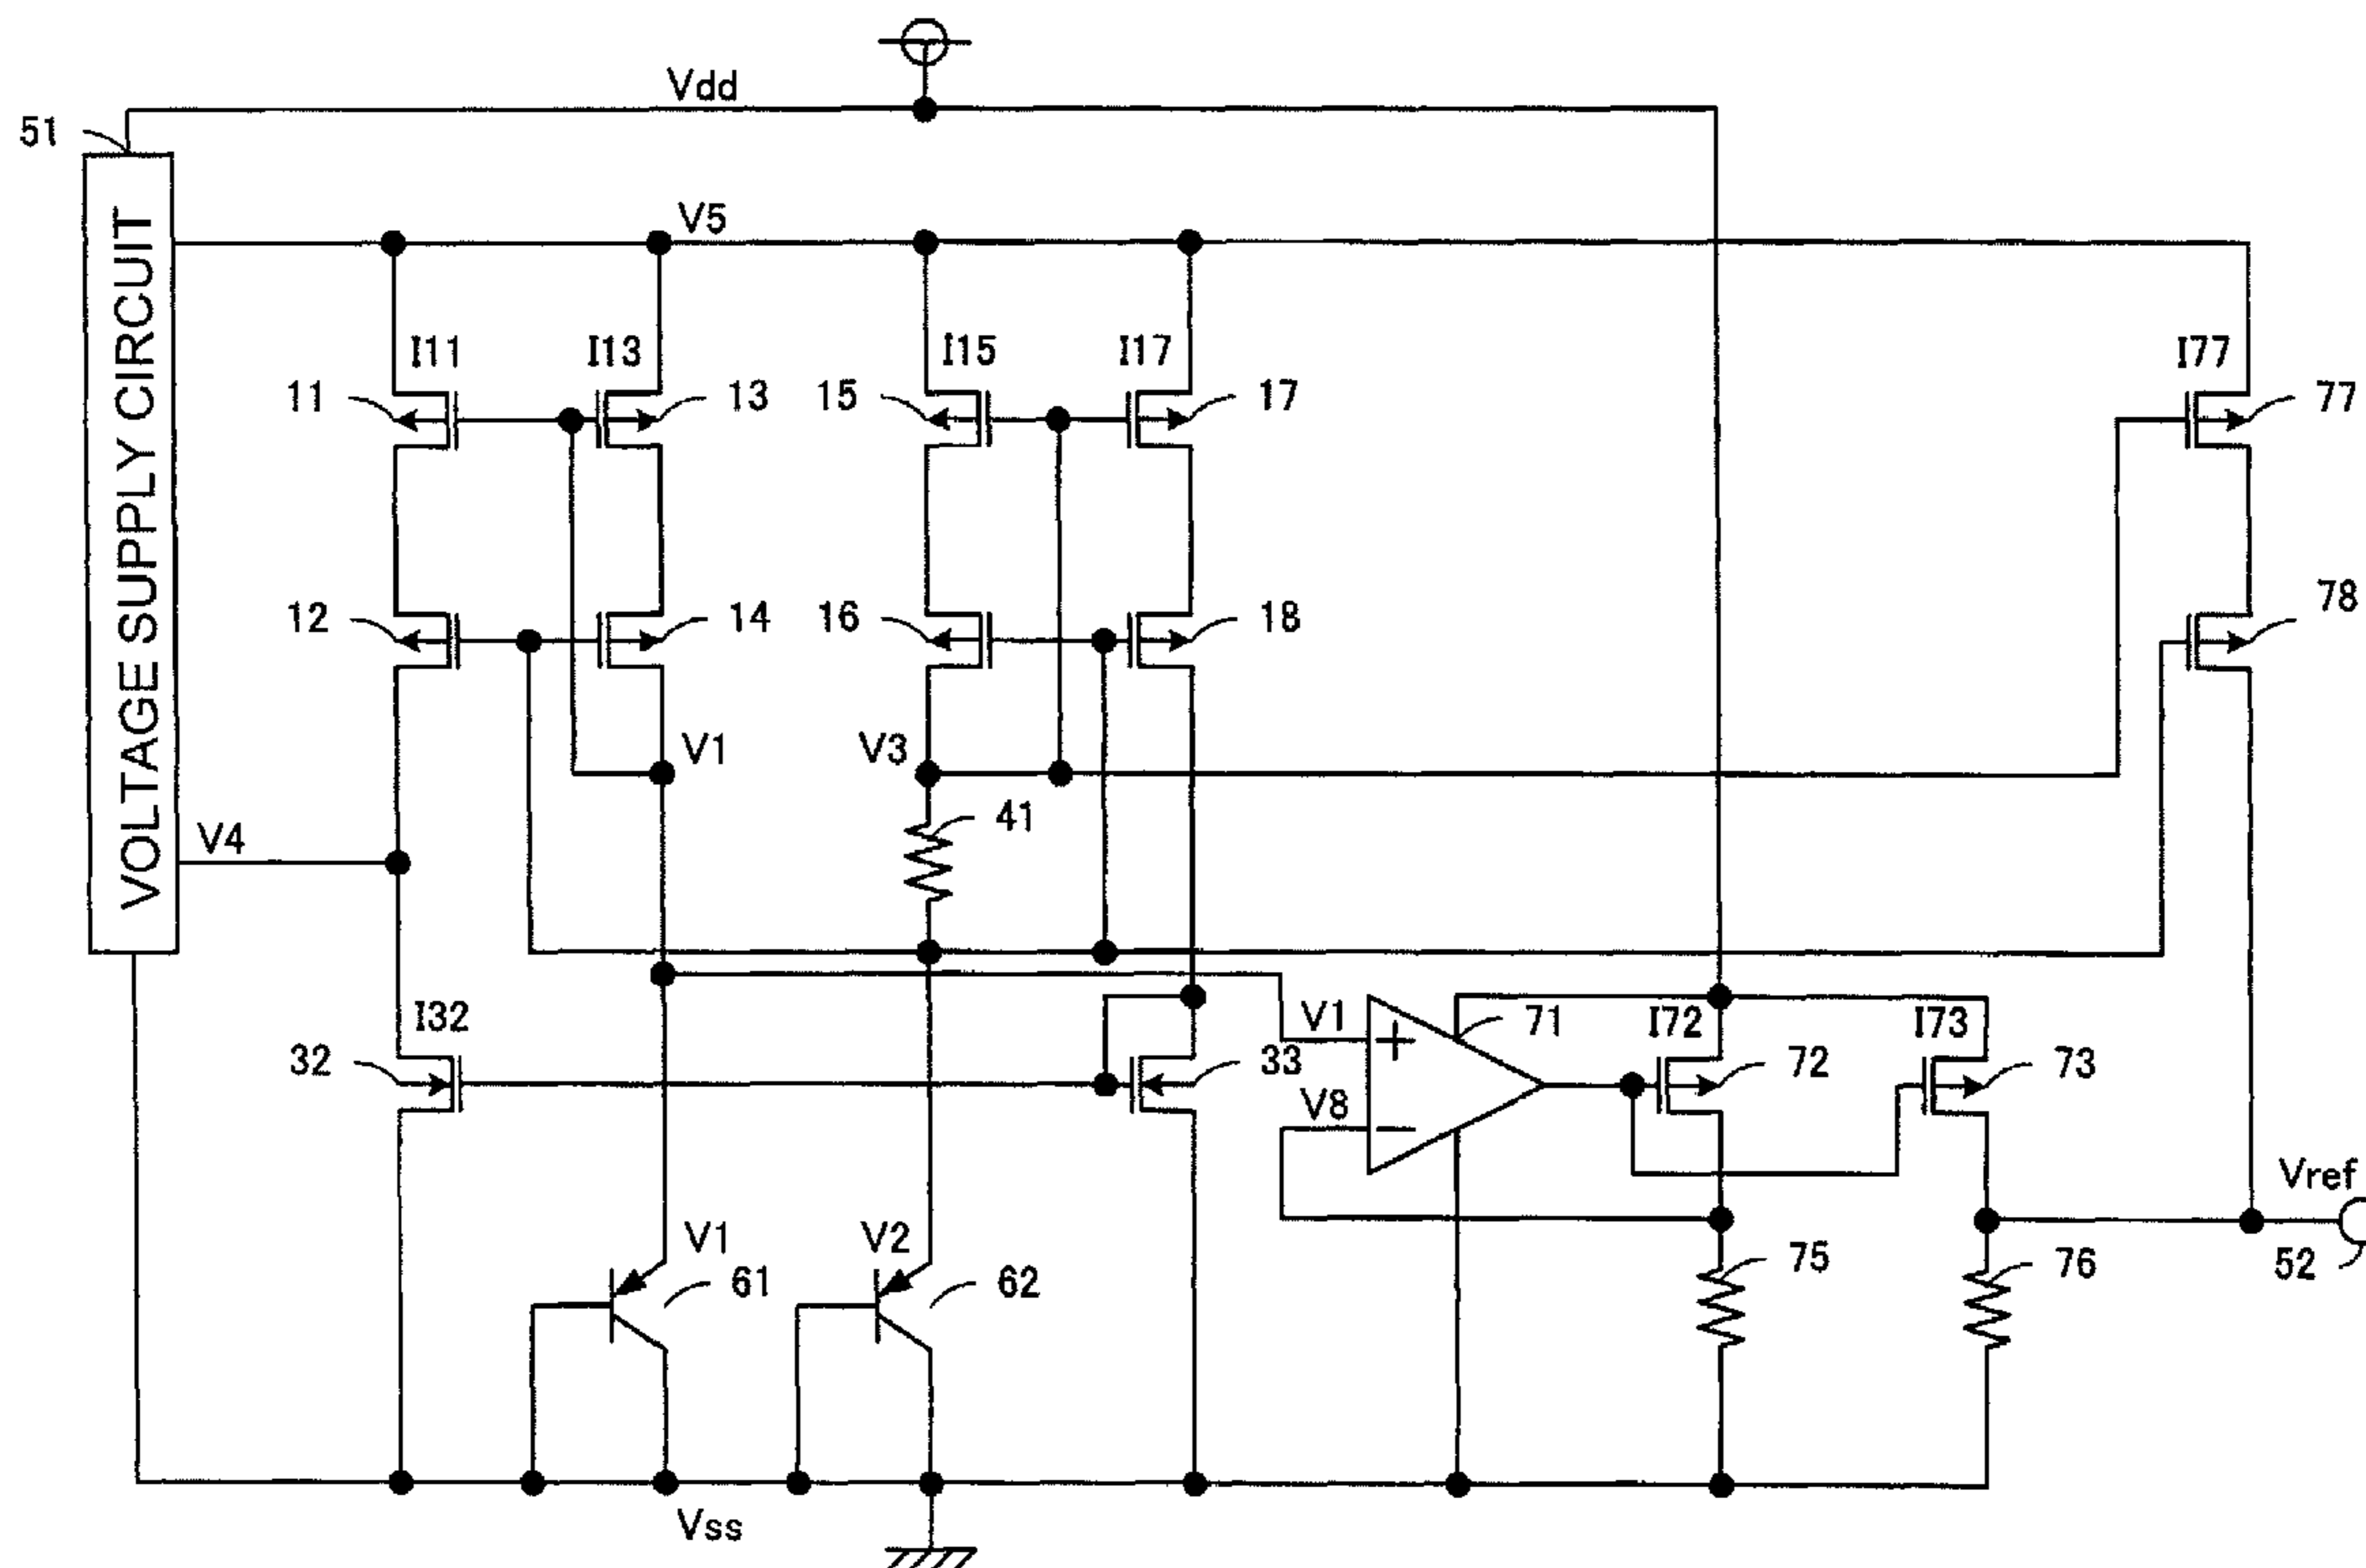 Vdd
51
V5
VOLTAGE SUPPLY CIRCUIT
I11
I13
I15
I17
I77
11
13
15
17
77
12
14
16
18
78
V1
V3
41
V4
I32
V1
71
I72
I73
32
33
72
73
V8
Vref
V1
V2
75
76
52
61
62
Vss